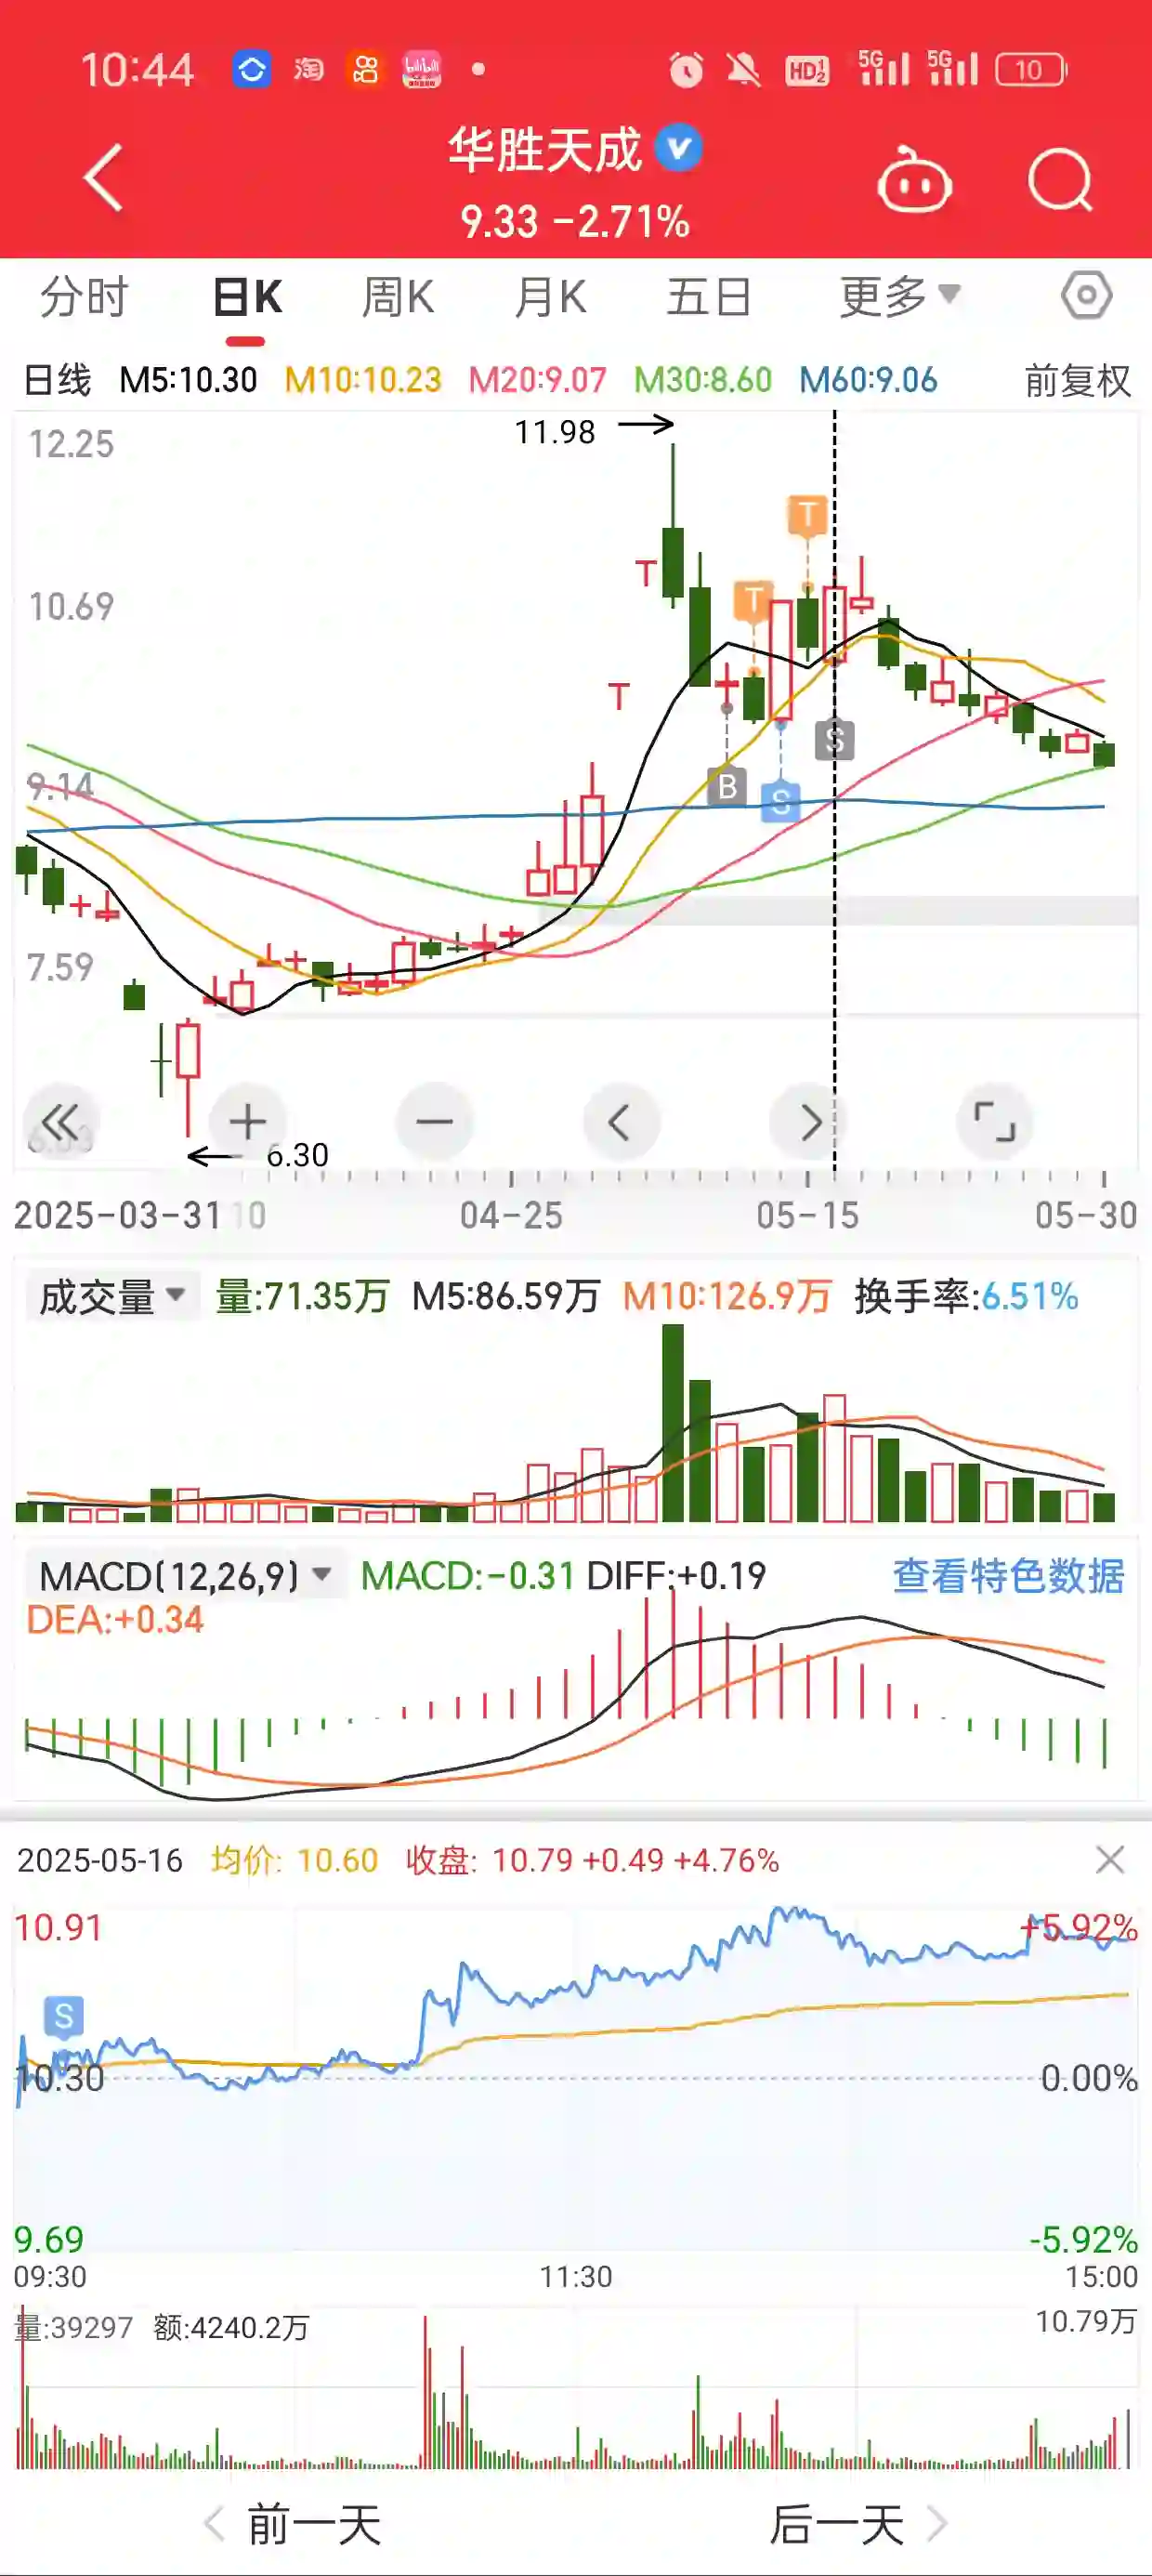 10:44 淘 bilibili HD 1 2 5G 5G 10
华胜天成
9.33 -2.71%
分时 日K 周K 月K 五日 更多
日线 M5:10.30 M10:10.23 M20:9.07 M30:8.60 M60:9.06 前复权
12.25
11.98
T
T
10.69
T
T
S
9.14
B
S
7.59
6.30
2025-03-31 10 04-25 05-15 05-30
成交量 量:71.35万 M5:86.59万 M10:126.9万 换手率:6.51%
MACD(12,26,9) MACD:-0.31 DIFF:+0.19 查看特色数据
DEA:+0.34
2025-05-16 均价: 10.60 收盘: 10.79 +0.49 +4.76%
10.91 +5.92%
S
10.30 0.00%
9.69 -5.92%
09:30 11:30 15:00
量:39297 额:4240.2万 10.79万
前一天 后一天